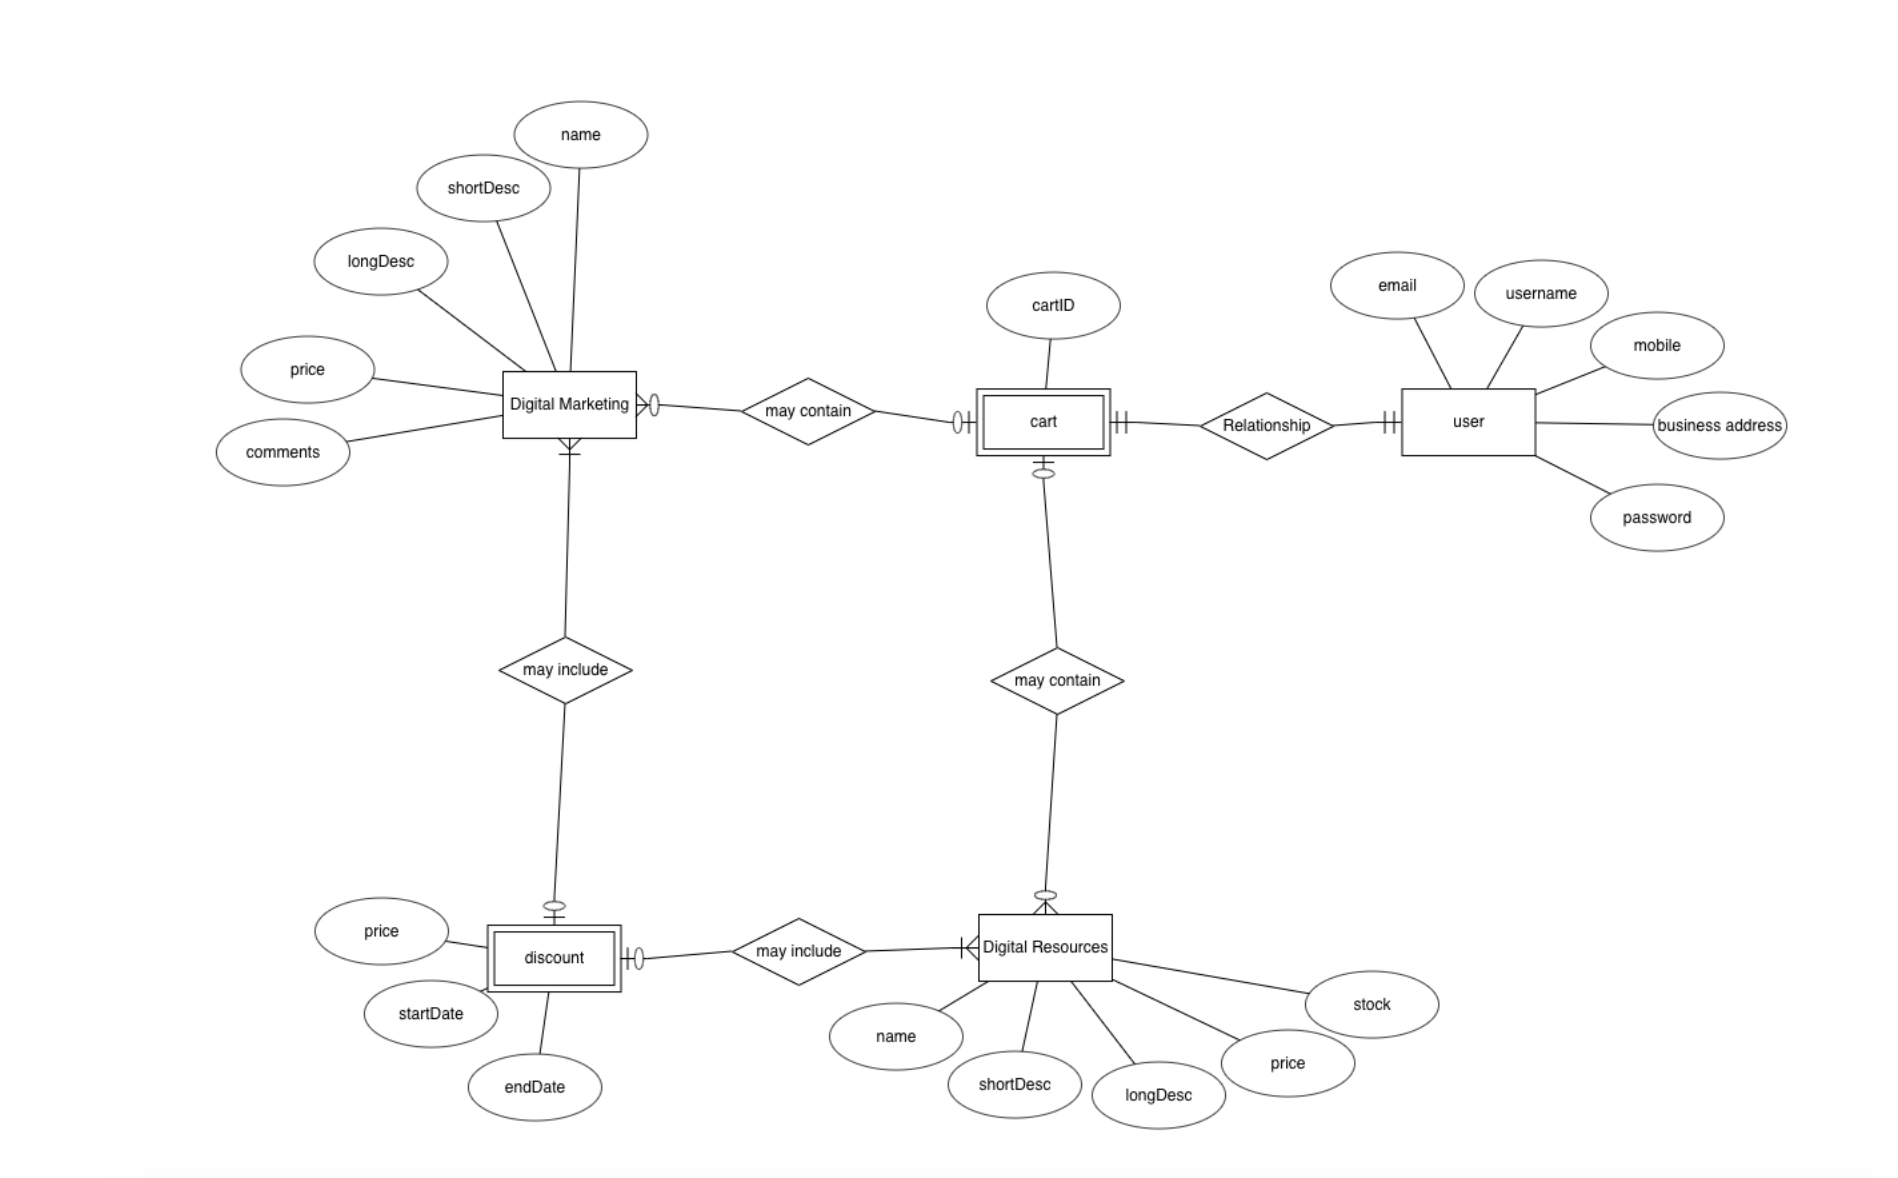 name
shortDesc
longDesc
price
comments
Digital Marketing
may contain
cartID
cart
Relationship
email
username
mobile
business address
password
user
may include
may contain
price
startDate
endDate
discount
may include
Digital Resources
name
shortDesc
longDesc
price
stock